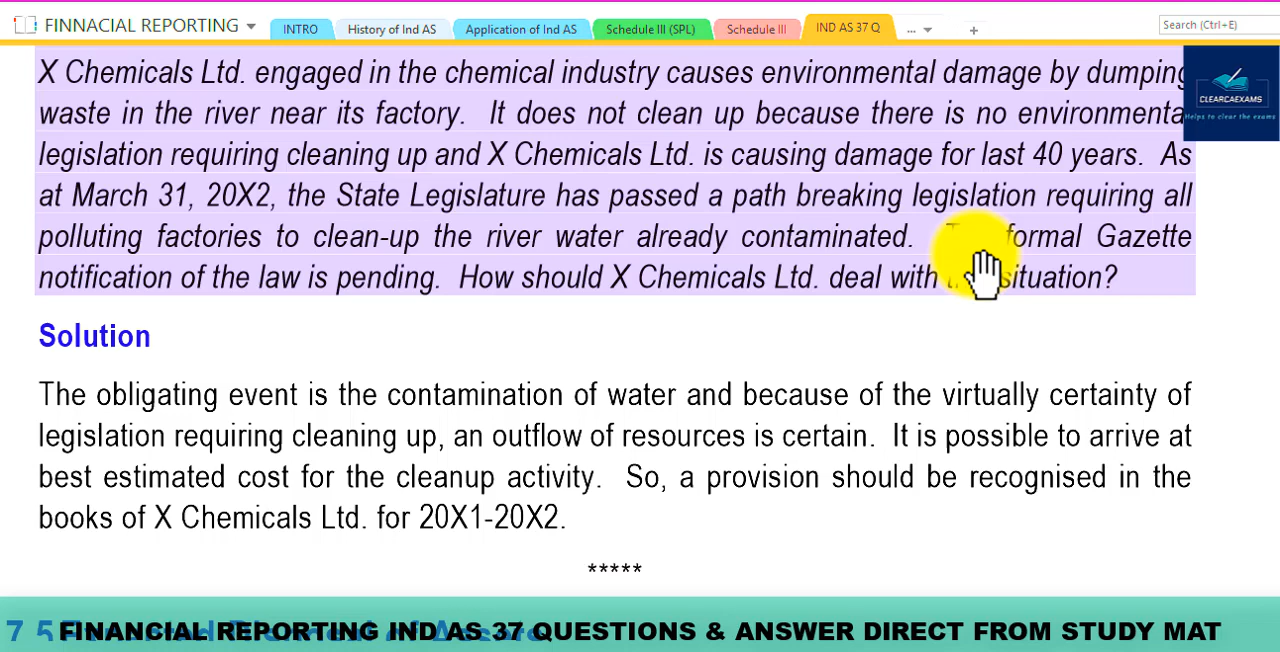 FINNACIAL REPORTING
INTRO
History of Ind AS
Application of Ind AS
Schedule III (SPL)
Schedule III
IND AS 37 Q
...
+
Search (Ctrl+E)
X Chemicals Ltd. engaged in the chemical industry causes environmental damage by dumping
waste in the river near its factory. It does not clean up because there is no environmental
legislation requiring cleaning up and X Chemicals Ltd. is causing damage for last 40 years. As
at March 31, 20X2, the State Legislature has passed a path breaking legislation requiring all
polluting factories to clean-up the river water already contaminated. formal Gazette
notification of the law is pending. How should X Chemicals Ltd. deal with situation?
CLEARCAEXAMS
Helps to clear the exams
Solution
The obligating event is the contamination of water and because of the virtually certainty of
legislation requiring cleaning up, an outflow of resources is certain. It is possible to arrive at
best estimated cost for the cleanup activity. So, a provision should be recognised in the
books of X Chemicals Ltd. for 20X1-20X2.
*****
7 5
FINANCIAL REPORTING IND AS 37 QUESTIONS & ANSWER DIRECT FROM STUDY MAT